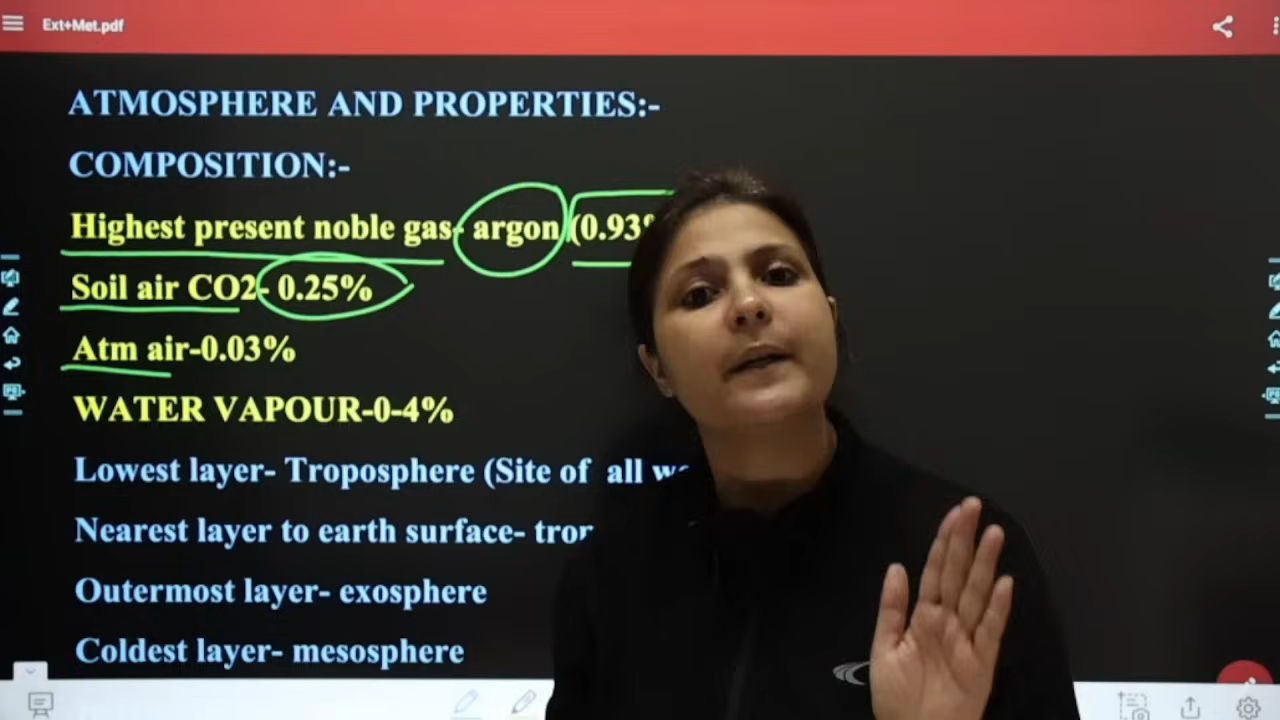 Ext+Met.pdf
ATMOSPHERE AND PROPERTIES:-
COMPOSITION:-
Highest present noble gas- argon (0.93%
Soil air CO2- 0.25%
Atm air-0.03%
WATER VAPOUR-0-4%
Lowest layer- Troposphere (Site of all
Nearest layer to earth surface-
Outermost layer- exosphere
Coldest layer- mesosphere